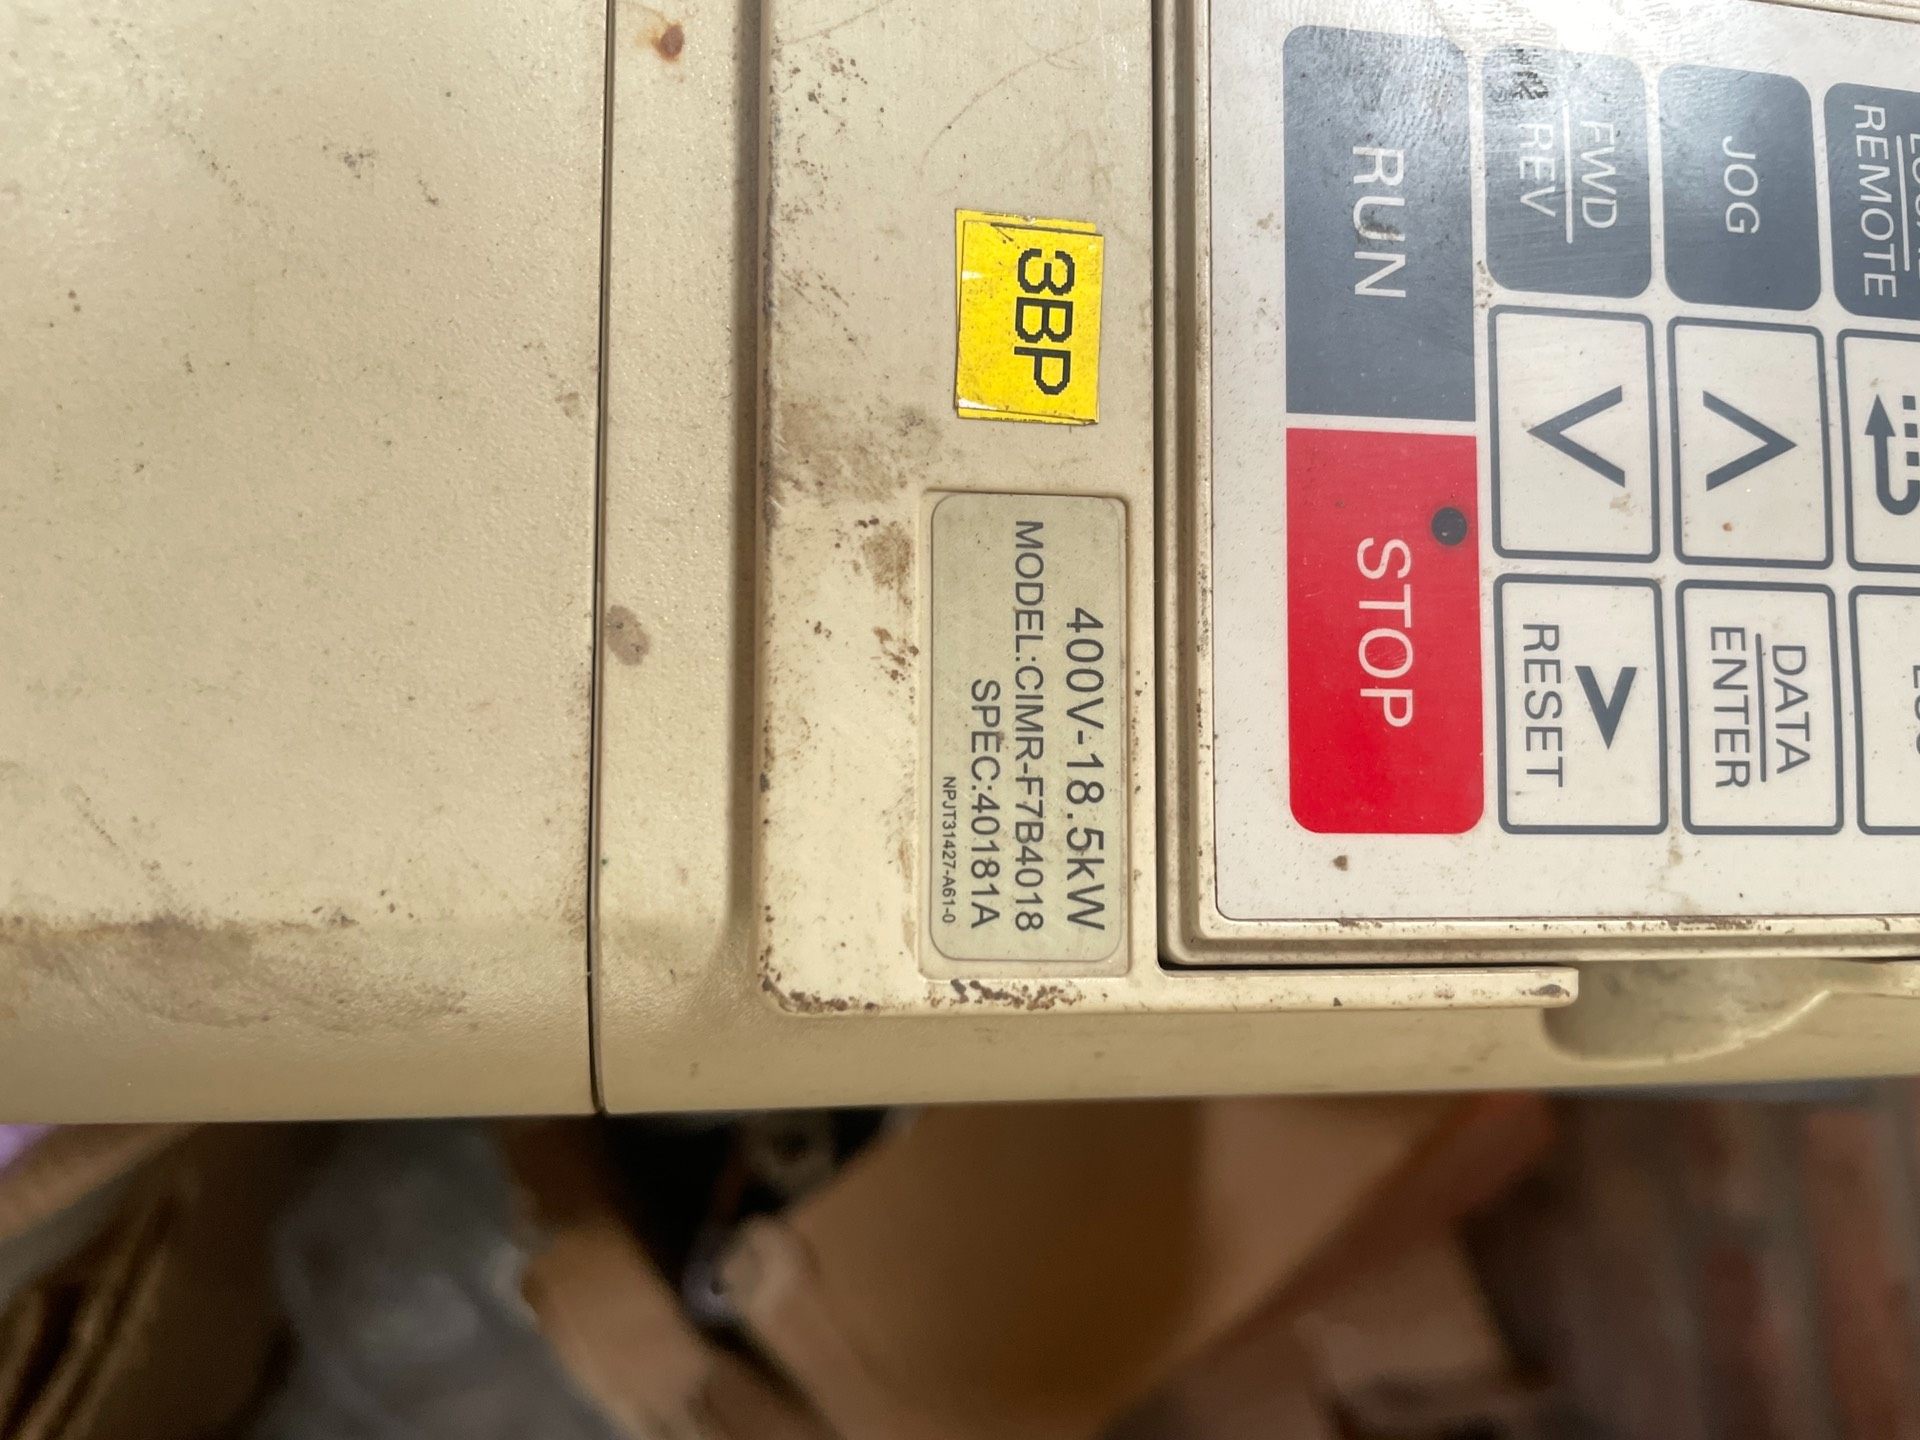 LOCAL
REMOTE
JOG
FWD
REV
DATA
ENTER
RESET
RUN
STOP
3BP
400V-18.5kW
MODEL:CIMR-F7B4018
SPEC:40181A
NPJT31427-A61-0